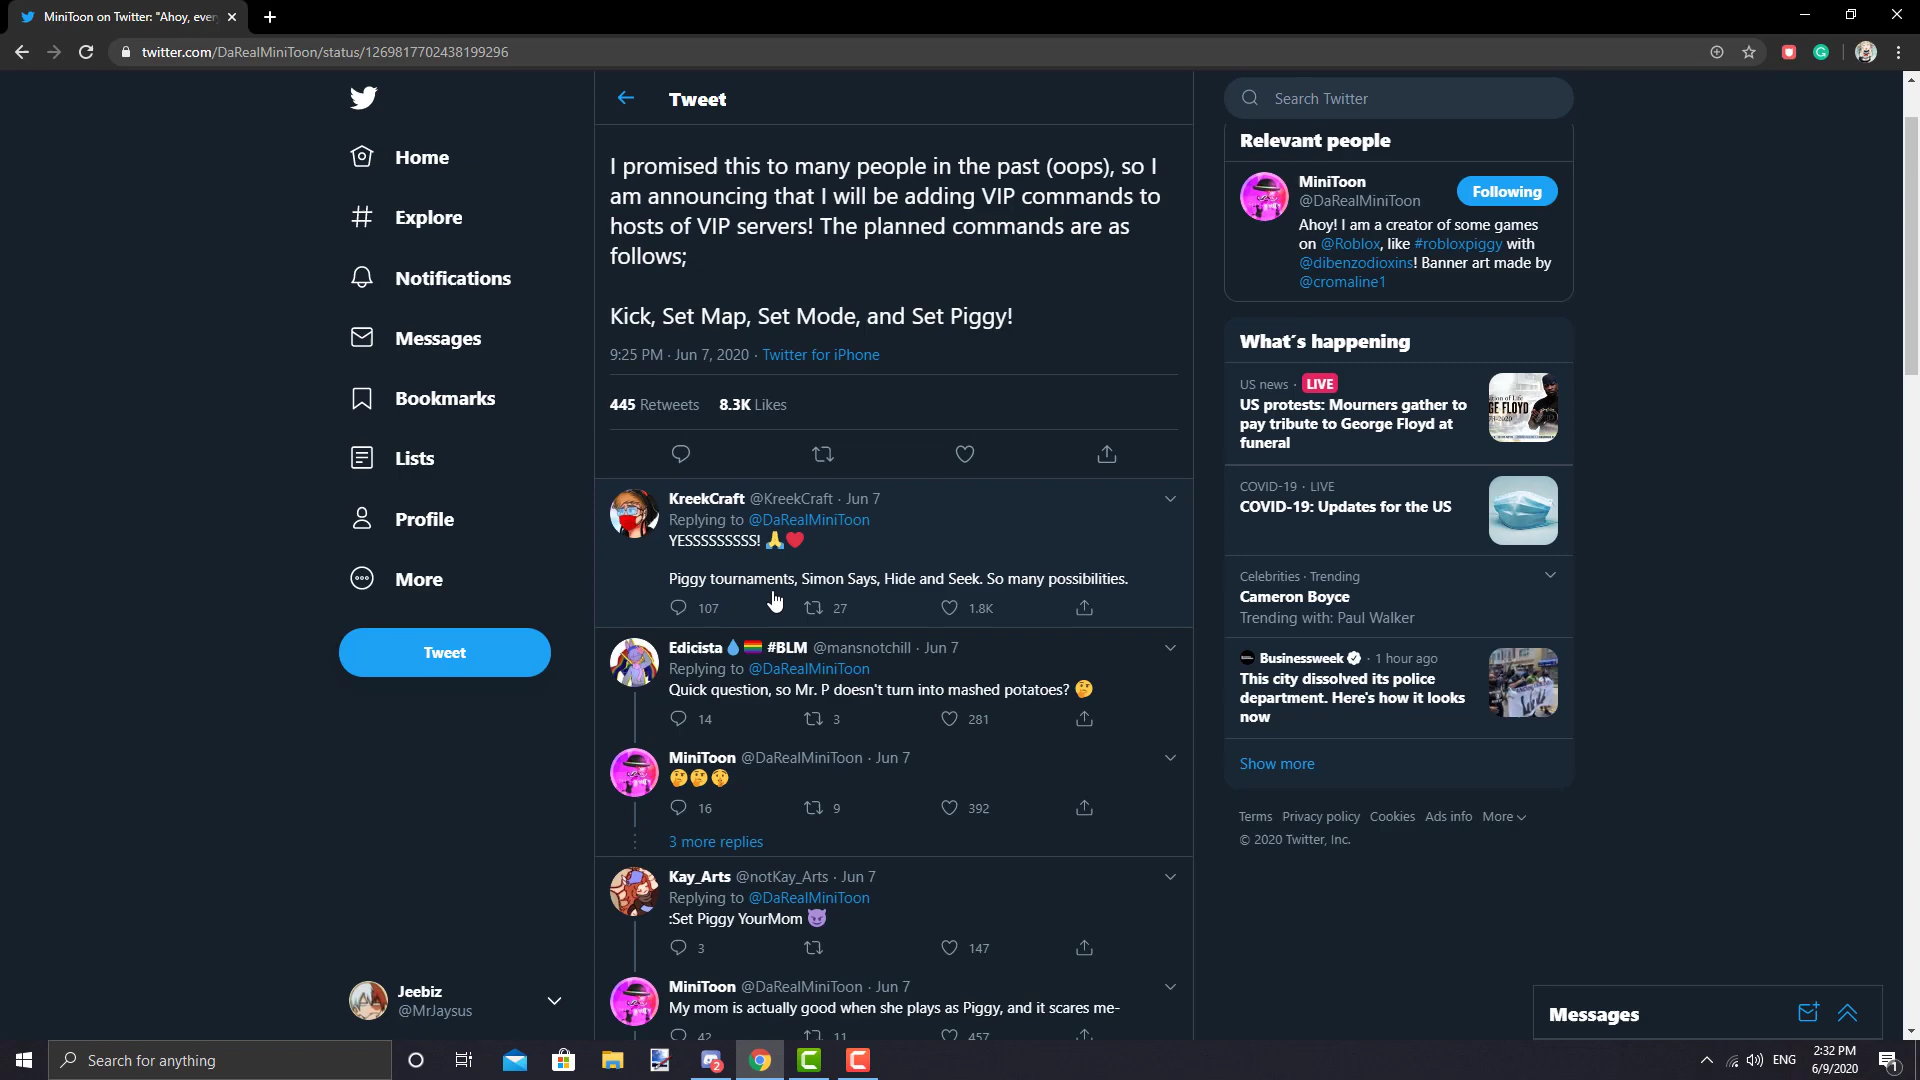 MiniToon on Twitter: "Ahoy, ever
twitter.com/DaRealMiniToon/status/1269817702438199296
Home
Explore
Notifications
Messages
Bookmarks
Lists
Profile
More
Tweet
Jeebiz
@MrJaysus
Tweet
I promised this to many people in the past (oops), so I
am announcing that I will be adding VIP commands to
hosts of VIP servers! The planned commands are as
follows;
Kick, Set Map, Set Mode, and Set Piggy!
9:25 PM · Jun 7, 2020 · Twitter for iPhone
445 Retweets 8.3K Likes
KreekCraft @KreekCraft · Jun 7
Replying to @DaRealMiniToon
YESSSSSSSSS! 🙏❤️
Piggy tournaments, Simon Says, Hide and Seek. So many possibilities.
107 27 1.8K
Edicista💧🏳️‍🌈 #BLM @mansnotchill · Jun 7
Replying to @DaRealMiniToon
Quick question, so Mr. P doesn't turn into mashed potatoes? 🤔
14 3 281
MiniToon @DaRealMiniToon · Jun 7
🤔🤔🤫
16 9 392
3 more replies
Kay_Arts @notKay_Arts · Jun 7
Replying to @DaRealMiniToon
:Set Piggy YourMom 😈
3 147
MiniToon @DaRealMiniToon · Jun 7
My mom is actually good when she plays as Piggy, and it scares me-
42 11 457
Search Twitter
Relevant people
MiniToon
@DaRealMiniToon
Following
Ahoy! I am a creator of some games
on @Roblox, like #robloxpiggy with
@dibenzodioxins! Banner art made by
@cromaline1
What's happening
US news · LIVE
US protests: Mourners gather to
pay tribute to George Floyd at
funeral
GE FLOYD
COVID-19 · LIVE
COVID-19: Updates for the US
Celebrities · Trending
Cameron Boyce
Trending with: Paul Walker
Businessweek · 1 hour ago
This city dissolved its police
department. Here's how it looks
now
Show more
Terms Privacy policy Cookies Ads info More
© 2020 Twitter, Inc.
Messages
Search for anything
2
ENG
2:32 PM
6/9/2020
1